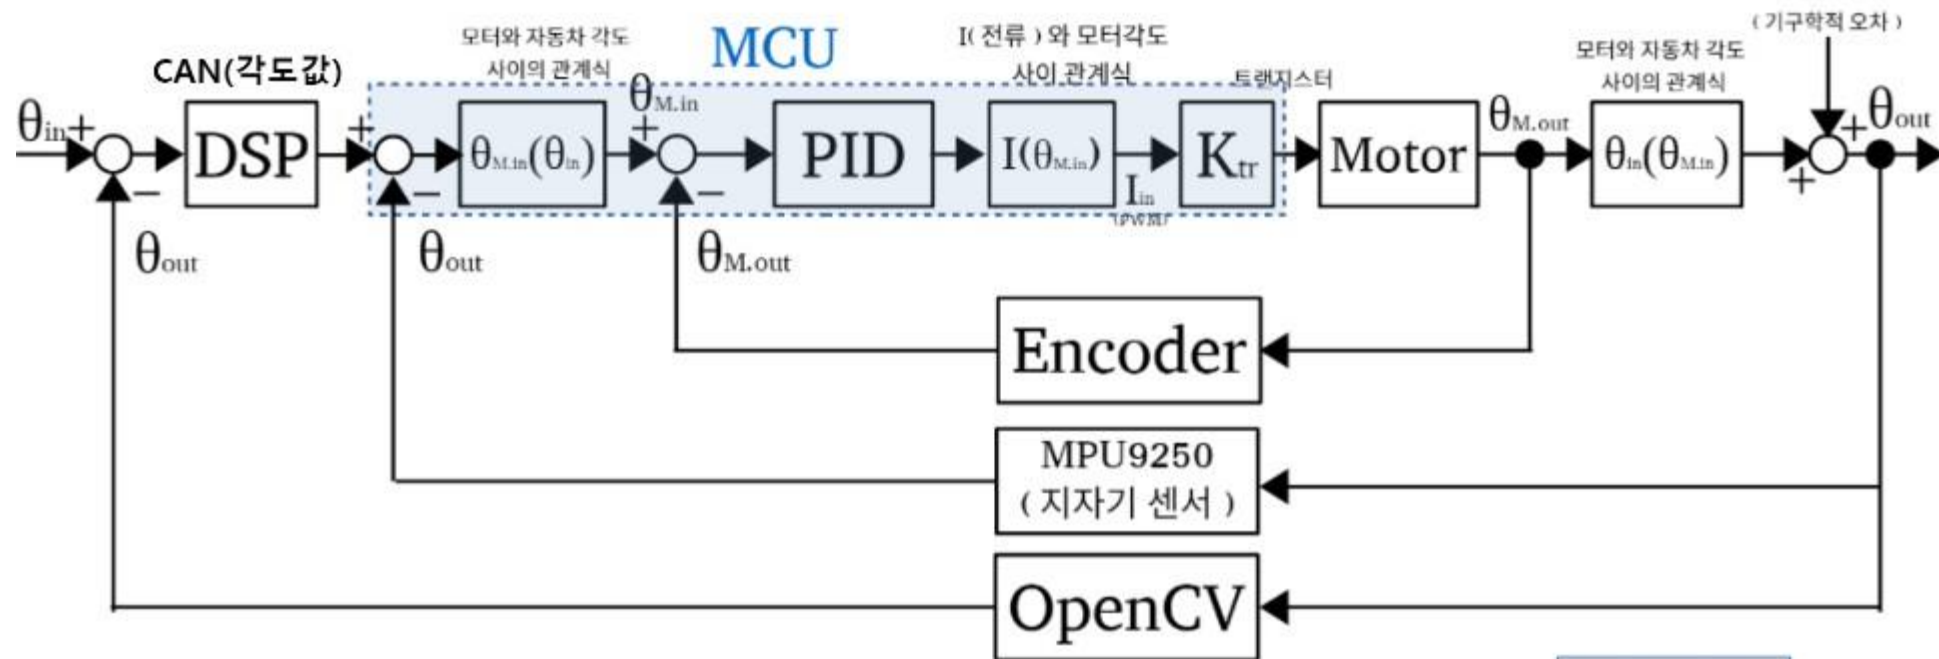 ( 기구학적 오차 )
모터와 자동차 각도
사이의 관계식
MCU
I( 전류 ) 와 모터각도
사이 관계식
모터와 자동차 각도
사이의 관계식
CAN(각도값)
트랜지스터
θin
+
DSP
+
θM.in(θin)
θM.in
+
PID
I(θM.in)
Iin
(PWM)
Ktr
Motor
θM.out
θin(θM.in)
+
+
θout
−
θout
−
θout
−
θM.out
Encoder
MPU9250
( 지자기 센서 )
OpenCV